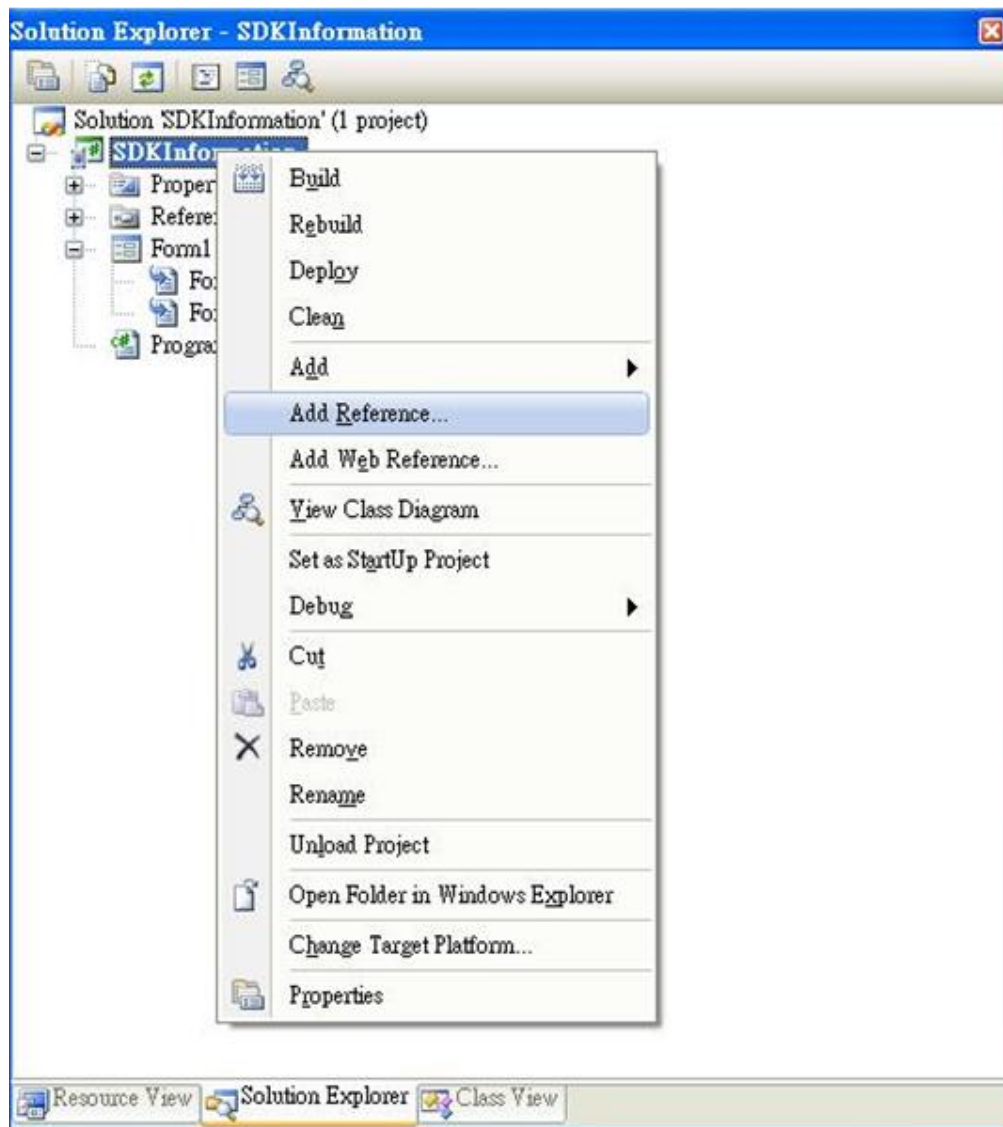 Solution Explorer - SDKInformation
Solution 'SDKInformation' (1 project)
SDKInfo
Proper
Refere
Form1
Fo
Fo
Progra
Build
Rebuild
Deploy
Clean
Add
Add Reference...
Add Web Reference...
View Class Diagram
Set as StartUp Project
Debug
Cut
Paste
Remove
Rename
Unload Project
Open Folder in Windows Explorer
Change Target Platform...
Properties
Resource View
Solution Explorer
Class View